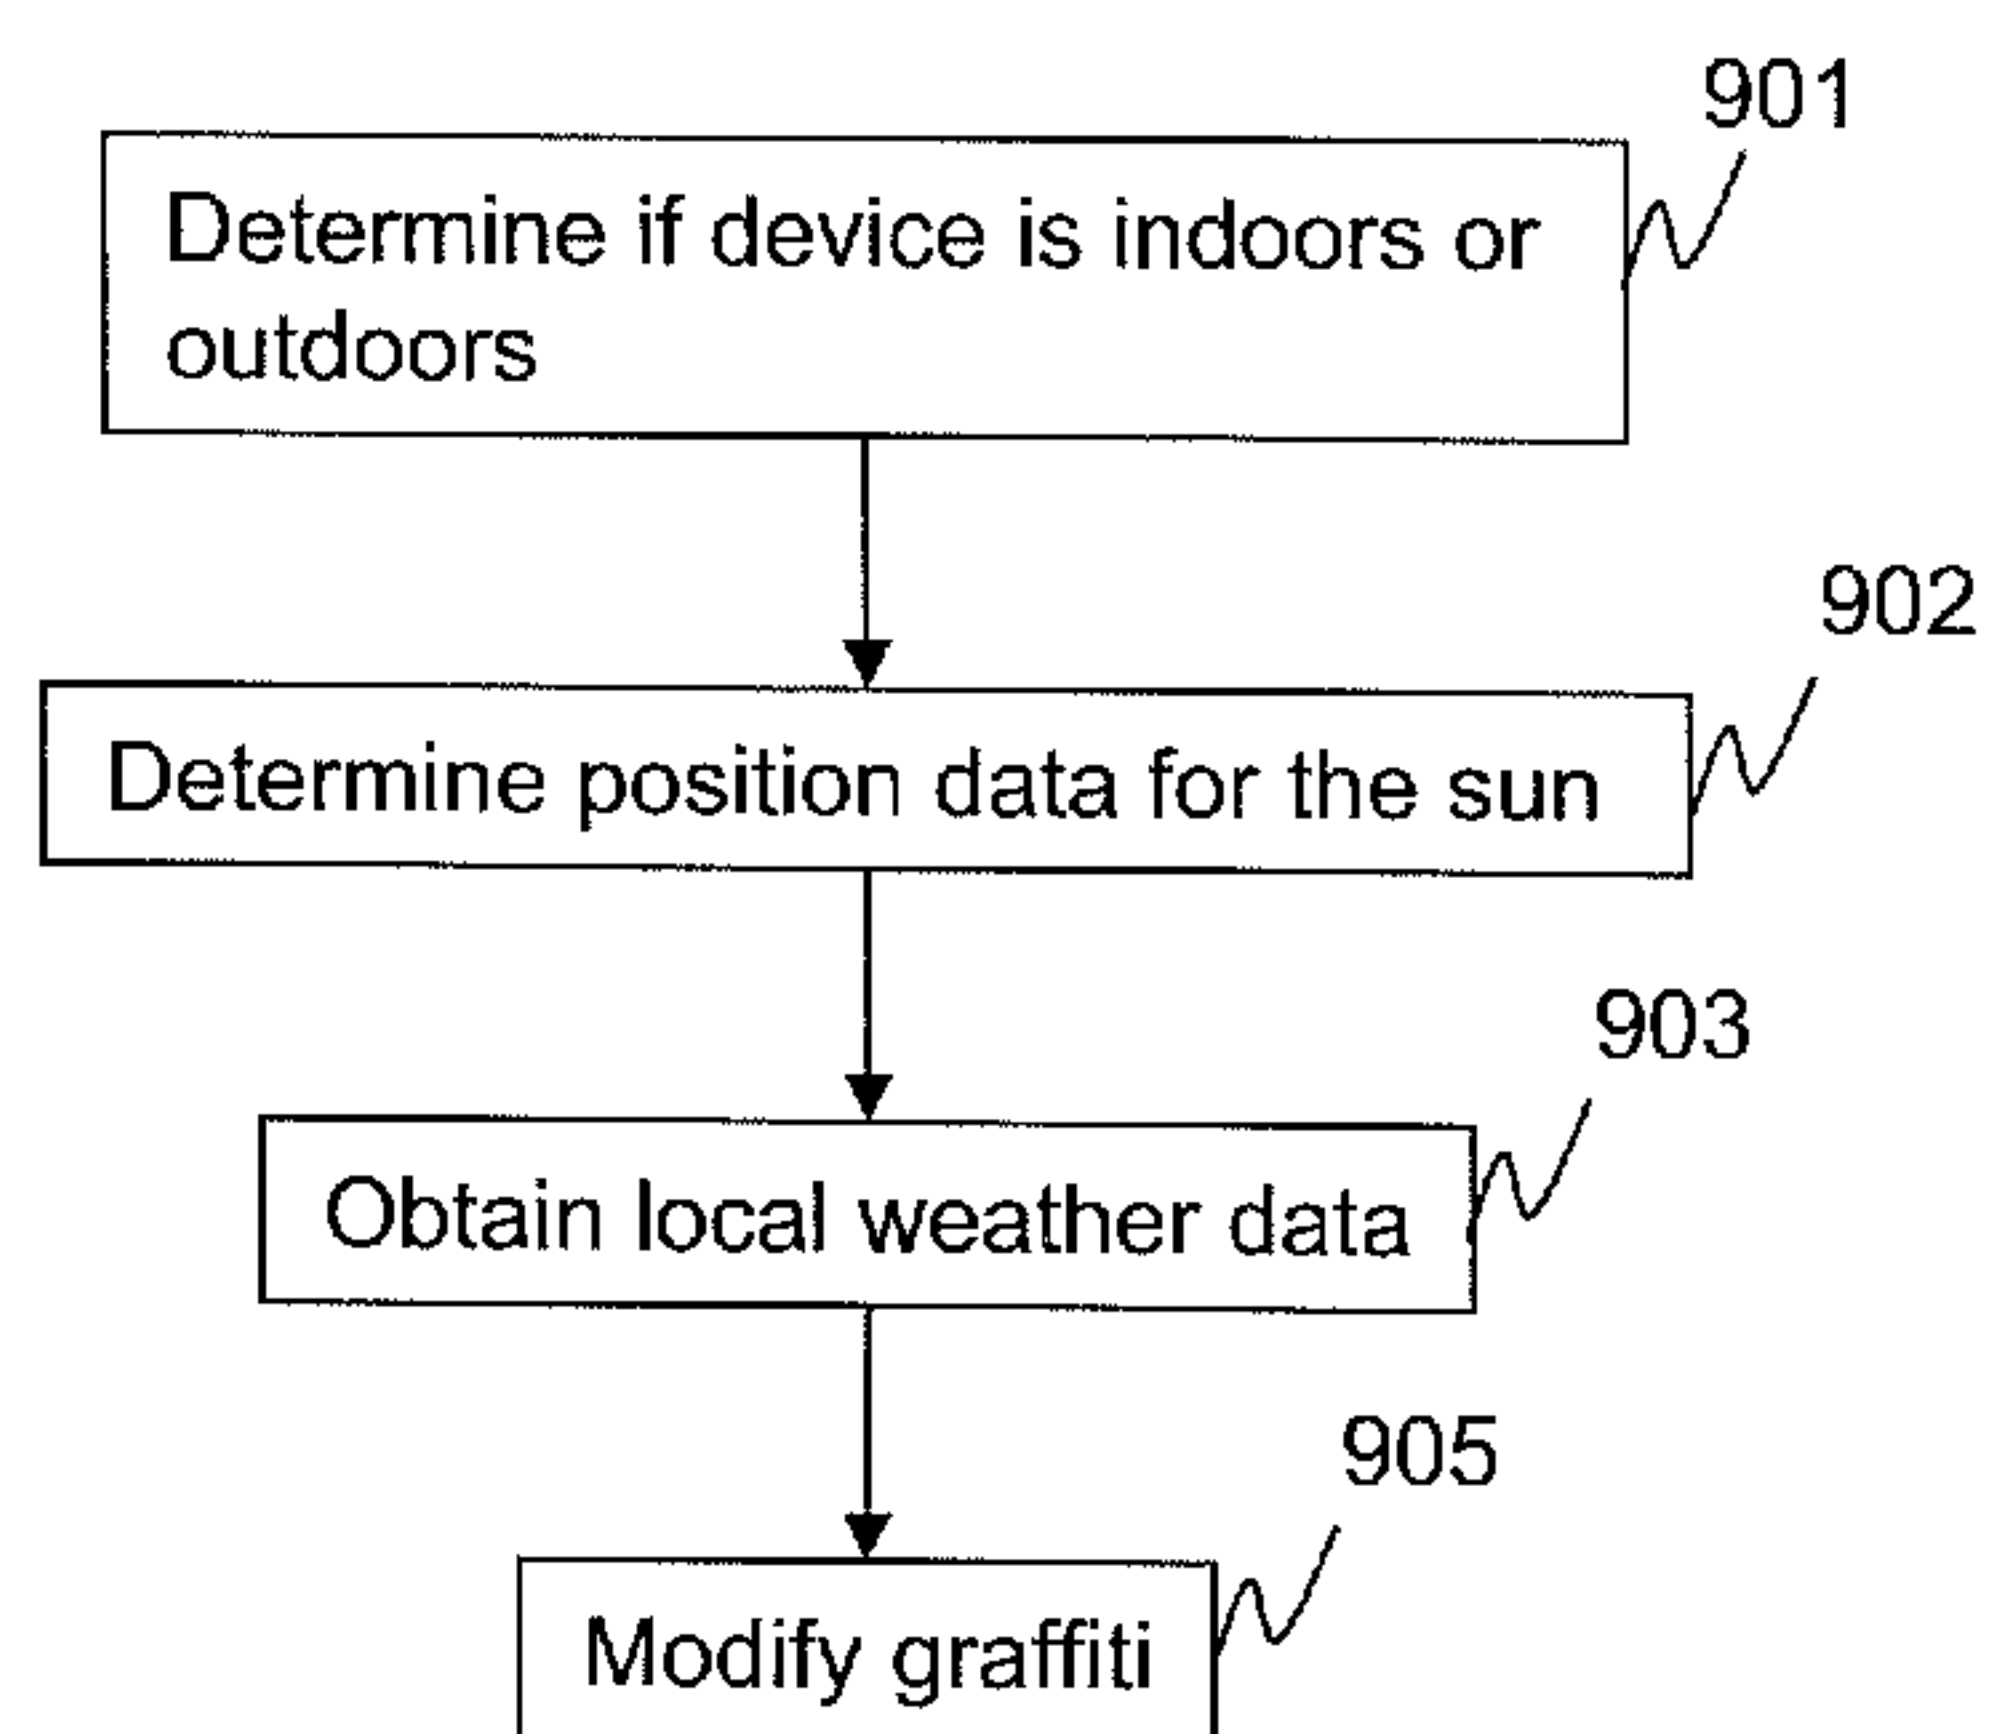 901
Determine if device is indoors or
outdoors
902
Determine position data for the sun
903
Obtain local weather data
905
Modify graffiti